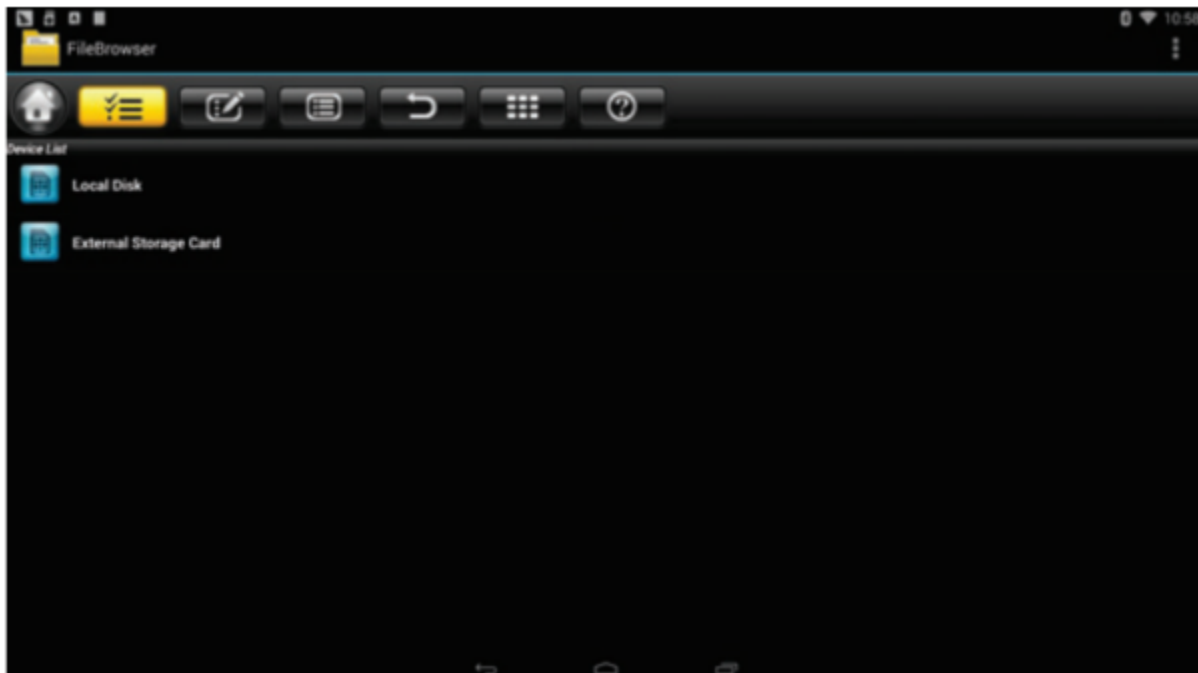 10:58
FileBrowser
Device List
Local Disk
External Storage Card